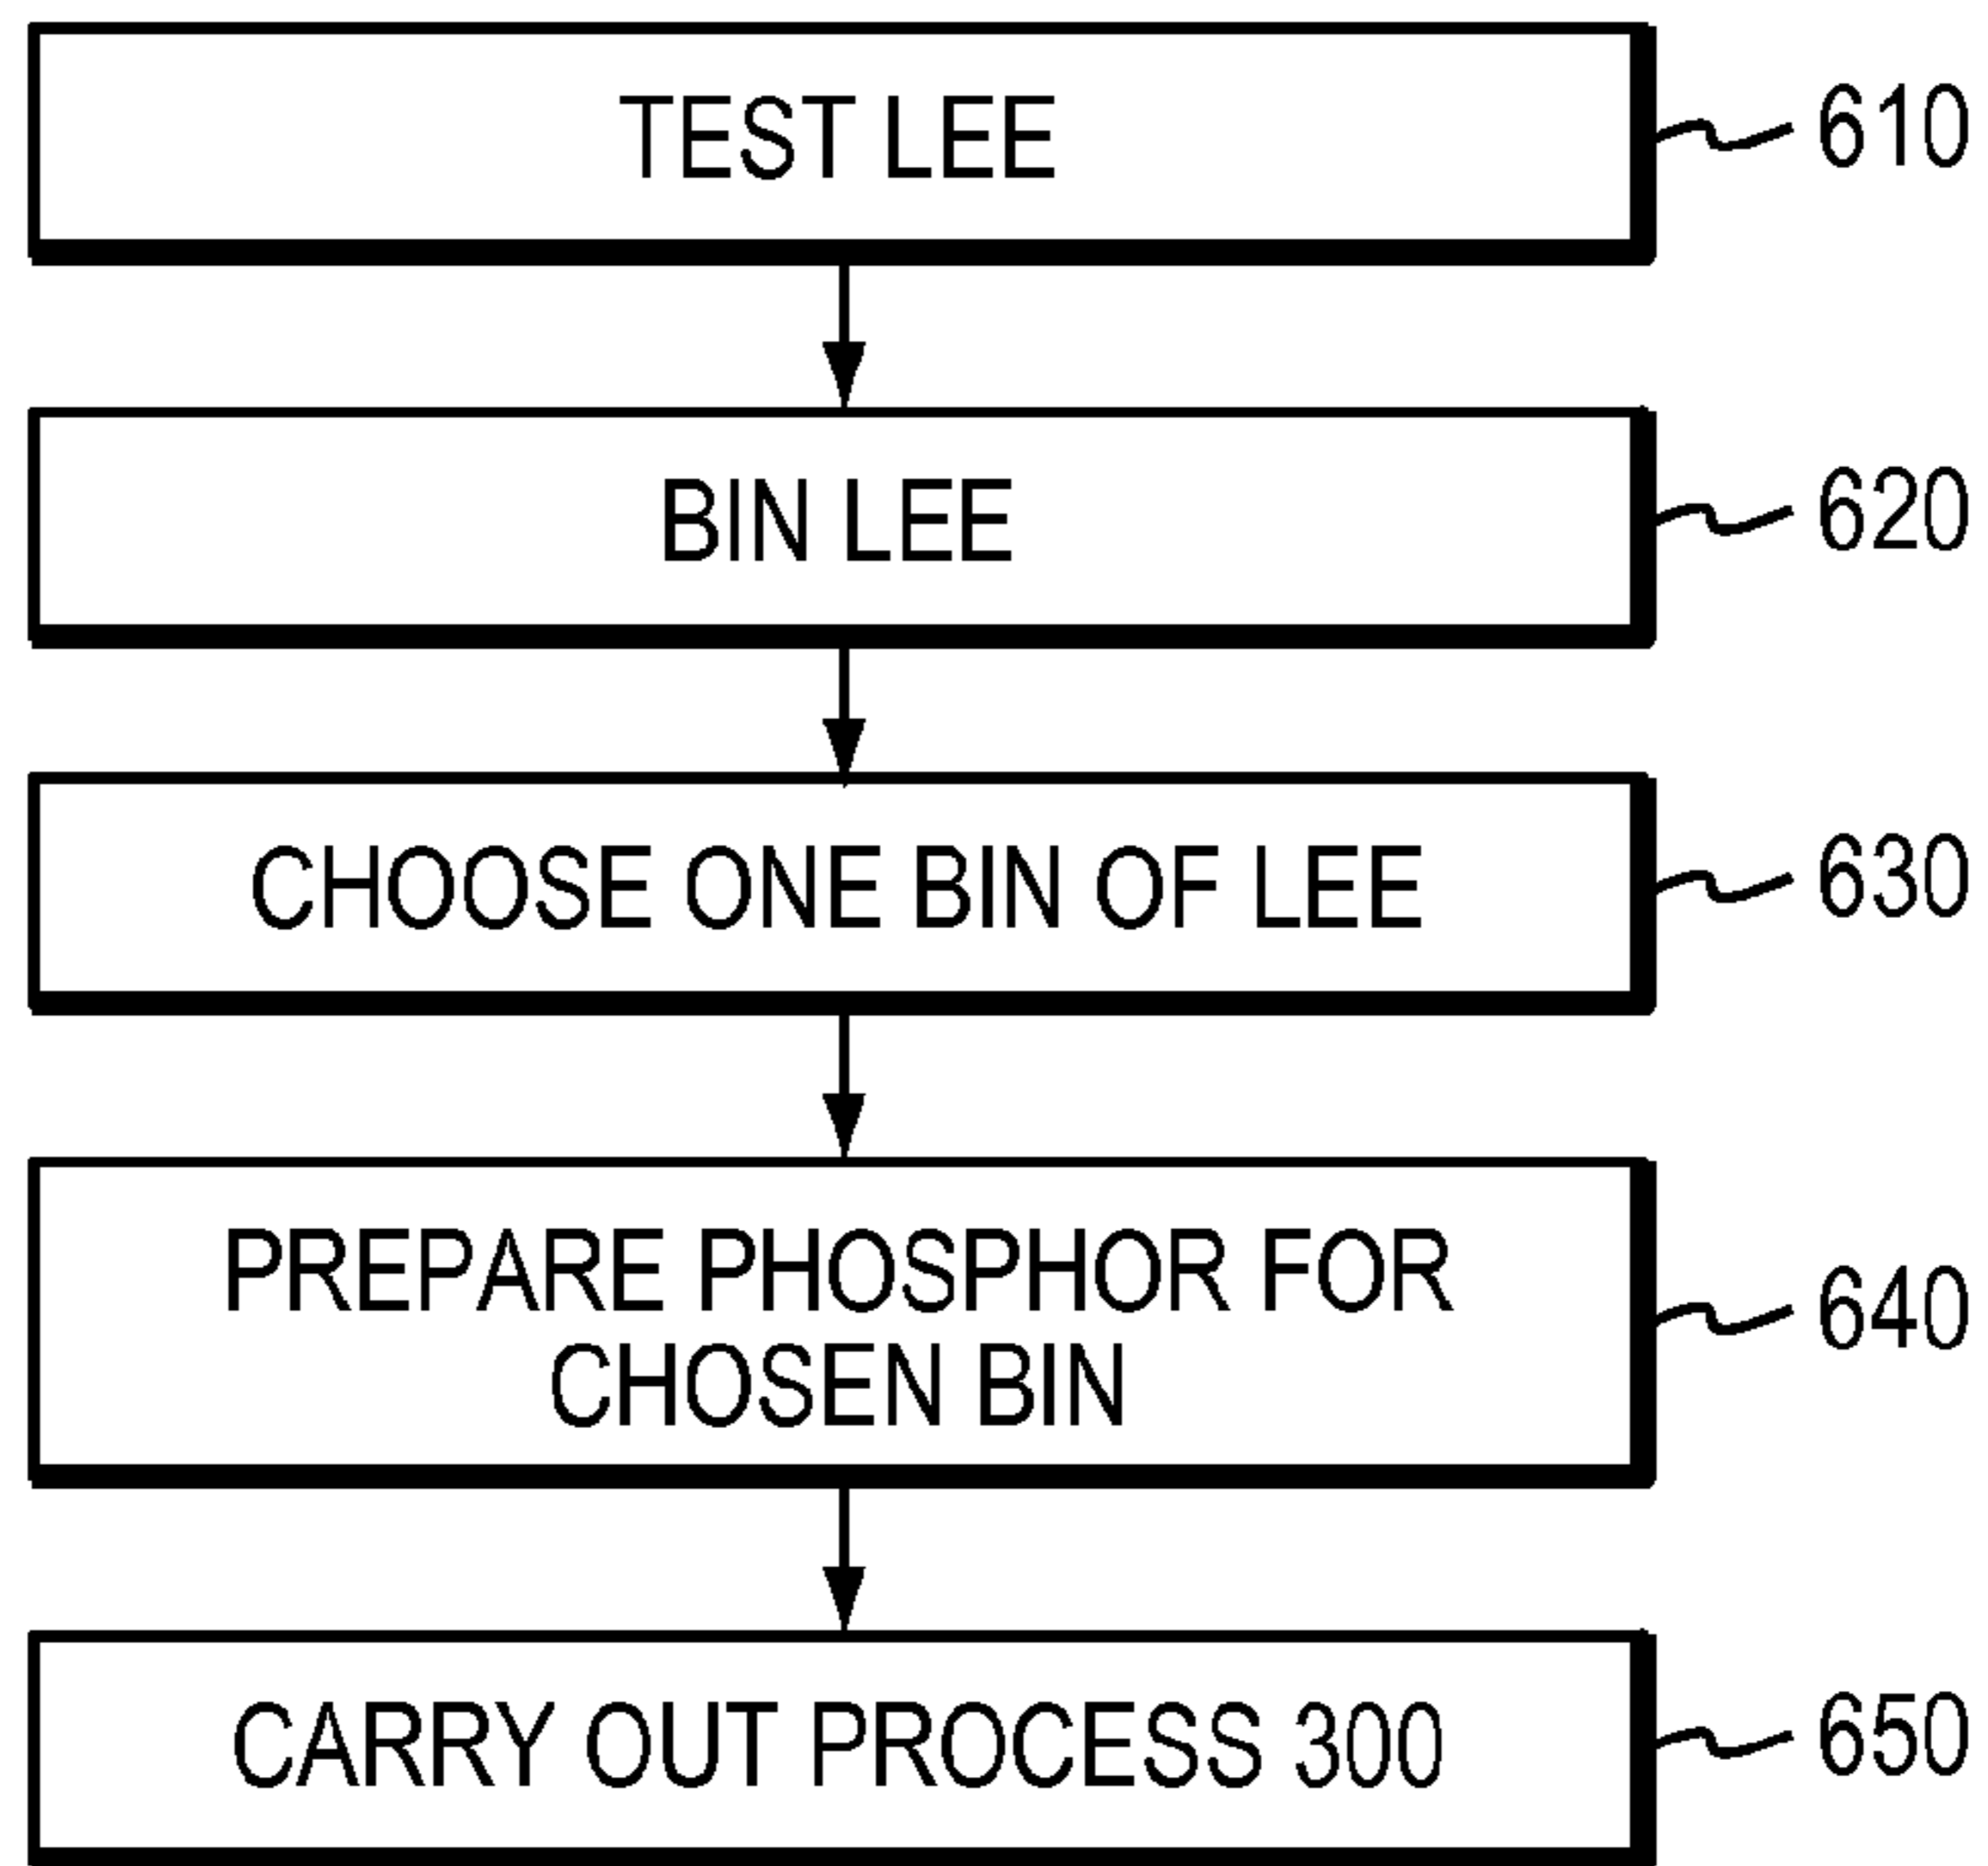 TEST LEE
610
BIN LEE
620
CHOOSE ONE BIN OF LEE
630
PREPARE PHOSPHOR FOR
CHOSEN BIN
640
CARRY OUT PROCESS 300
650